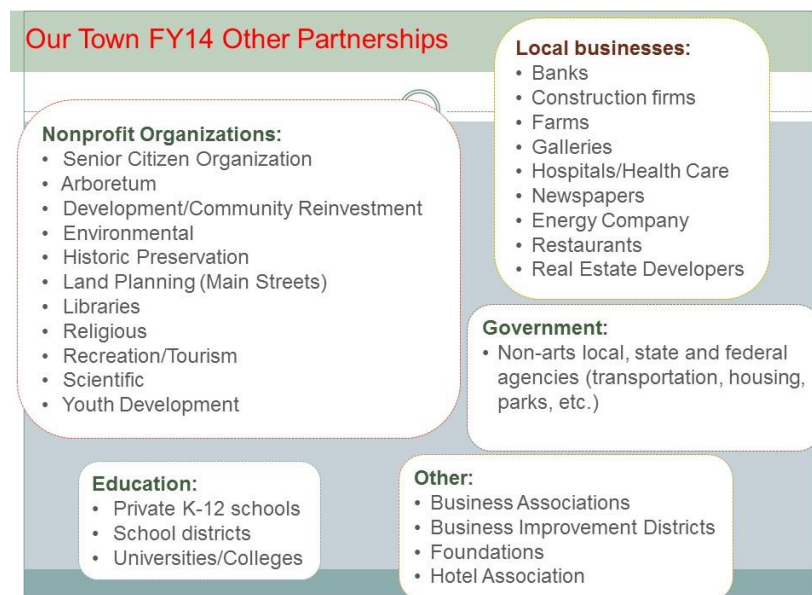 Our Town FY14 Other Partnerships
Nonprofit Organizations:
• Senior Citizen Organization
• Arboretum
• Development/Community Reinvestment
• Environmental
• Historic Preservation
• Land Planning (Main Streets)
• Libraries
• Religious
• Recreation/Tourism
• Scientific
• Youth Development
Local businesses:
• Banks
• Construction firms
• Farms
• Galleries
• Hospitals/Health Care
• Newspapers
• Energy Company
• Restaurants
• Real Estate Developers
Government:
• Non-arts local, state and federal
agencies (transportation, housing,
parks, etc.)
Education:
• Private K-12 schools
• School districts
• Universities/Colleges
Other:
• Business Associations
• Business Improvement Districts
• Foundations
• Hotel Association